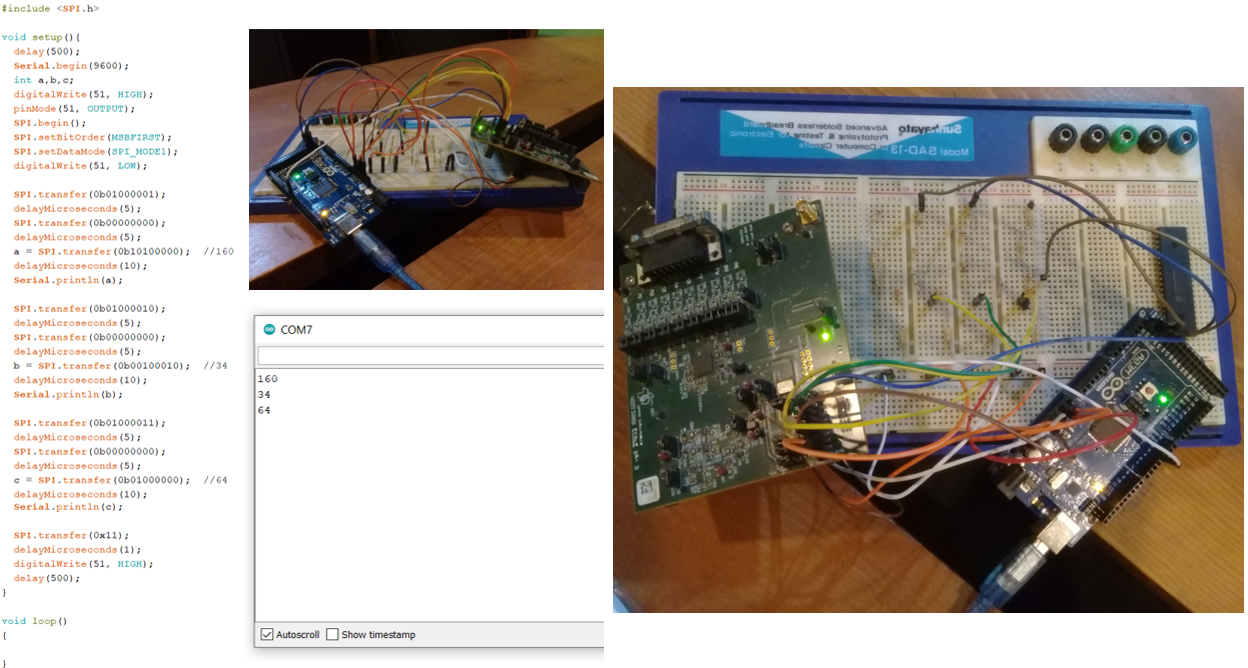 #include <SPI.h>
void setup(){
delay(500);
Serial.begin(9600);
int a,b,c;
digitalWrite(51, HIGH);
pinMode(51, OUTPUT);
SPI.begin();
SPI.setBitOrder(MSBFIRST);
SPI.setDataMode(SPI_MODE1);
digitalWrite(51, LOW);
SPI.transfer(0b01000001);
delayMicroseconds(5);
SPI.transfer(0b00000000);
delayMicroseconds(5);
a = SPI.transfer(0b10100000); //160
delayMicroseconds(10);
Serial.println(a);
SPI.transfer(0b01000010);
delayMicroseconds(5);
SPI.transfer(0b00000000);
delayMicroseconds(5);
b = SPI.transfer(0b00100010); //34
delayMicroseconds(10);
Serial.println(b);
SPI.transfer(0b01000011);
delayMicroseconds(5);
SPI.transfer(0b00000000);
delayMicroseconds(5);
c = SPI.transfer(0b01000000); //64
delayMicroseconds(10);
Serial.println(c);
SPI.transfer(0x11);
delayMicroseconds(1);
digitalWrite(51, HIGH);
delay(500);
}
void loop()
{
}
COM7
160
34
64
Autoscroll
Show timestamp
Sunhayato
Advanced Solderless Breadboard
Prototyping
& Testing for Electronic
Computer Circuits
Model SAD-13